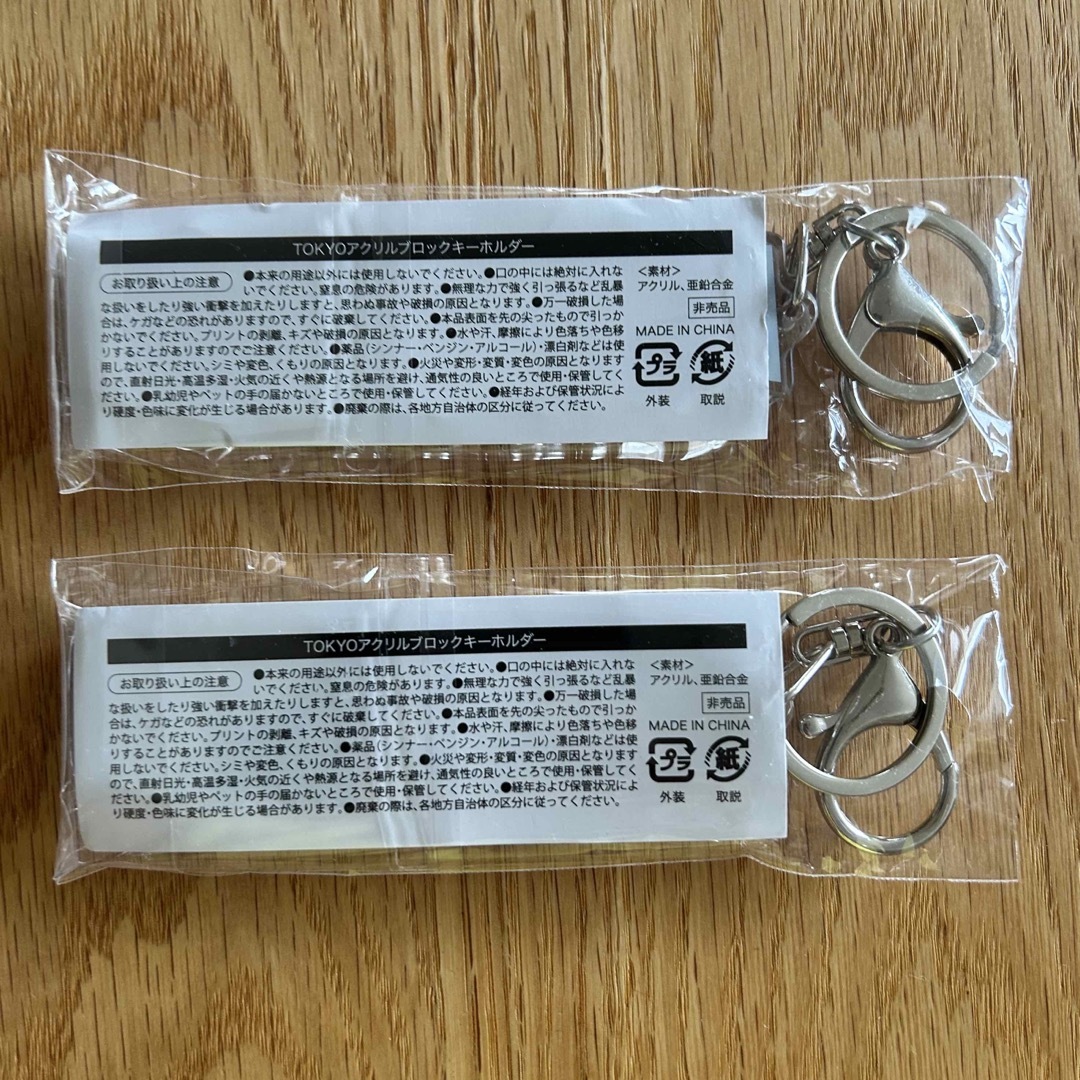 TOKYOアクリルブロックキーホルダー
お取り扱い上の注意
●本来の用途以外には使用しないでください。●口の中には絶対に入れな
いでください。窒息の危険があります。●無理な力で強く引っ張るなど乱暴
な扱いをしたり強い衝撃を加えたりしますと、思わぬ事故や破損の原因となります。●万一破損した場
合は、ケガなどの恐れがありますので、すぐに破棄してください。●本品表面を先の尖ったもので引っか
かないでください。プリントの剥離、キズや破損の原因となります。●水や汗、摩擦により色落ちや色移
りすることがありますのでご注意ください。●薬品(シンナー・ベンジン・アルコール)・漂白剤などは使
用しないでください。シミや変色、くもりの原因となります。●火災や変形・変質・変色の原因となります
ので、直射日光・高温多湿・火気の近くや熱源となる場所を避け、通気性の良いところで使用・保管してく
ださい。●乳幼児やペットの手の届かないところで使用・保管してください。●経年および保管状況によ
り硬度・色味に変化が生じる場合があります。●廃棄の際は、各地方自治体の区分に従ってください。
<素材>
アクリル、亜鉛合金
非売品
MADE IN CHINA
プラ 紙
外装 取説
TOKYOアクリルブロックキーホルダー
お取り扱い上の注意
●本来の用途以外には使用しないでください。●口の中には絶対に入れな
いでください。窒息の危険があります。●無理な力で強く引っ張るなど乱暴
な扱いをしたり強い衝撃を加えたりしますと、思わぬ事故や破損の原因となります。●万一破損した場
合は、ケガなどの恐れがありますので、すぐに破棄してください。●本品表面を先の尖ったもので引っか
かないでください。プリントの剥離、キズや破損の原因となります。●水や汗、摩擦により色落ちや色移
りすることがありますのでご注意ください。●薬品(シンナー・ベンジン・アルコール)・漂白剤などは使
用しないでください。シミや変色、くもりの原因となります。●火災や変形・変質・変色の原因となります
ので、直射日光・高温多湿・火気の近くや熱源となる場所を避け、通気性の良いところで使用・保管してく
ださい。●乳幼児やペットの手の届かないところで使用・保管してください。●経年および保管状況によ
り硬度・色味に変化が生じる場合があります。●廃棄の際は、各地方自治体の区分に従ってください。
<素材>
アクリル、亜鉛合金
非売品
MADE IN CHINA
プラ 紙
外装 取説